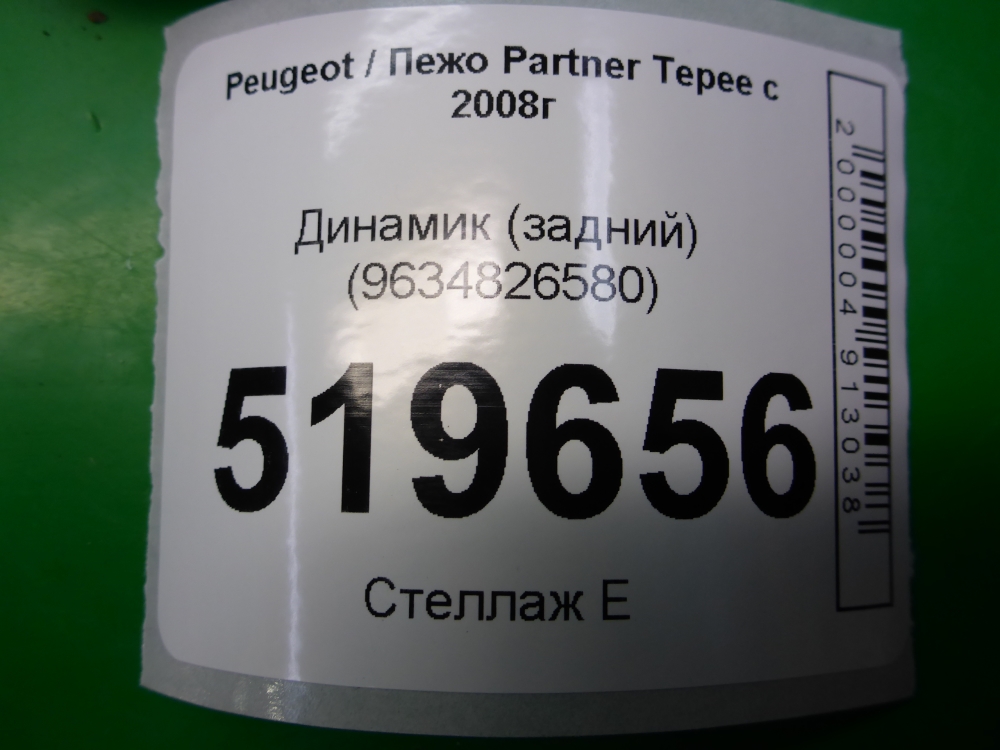 Peugeot / Пежо Partner Tepee с
2008г
Динамик (задний)
(9634826580)
519656
Стеллаж Е
2000004913038